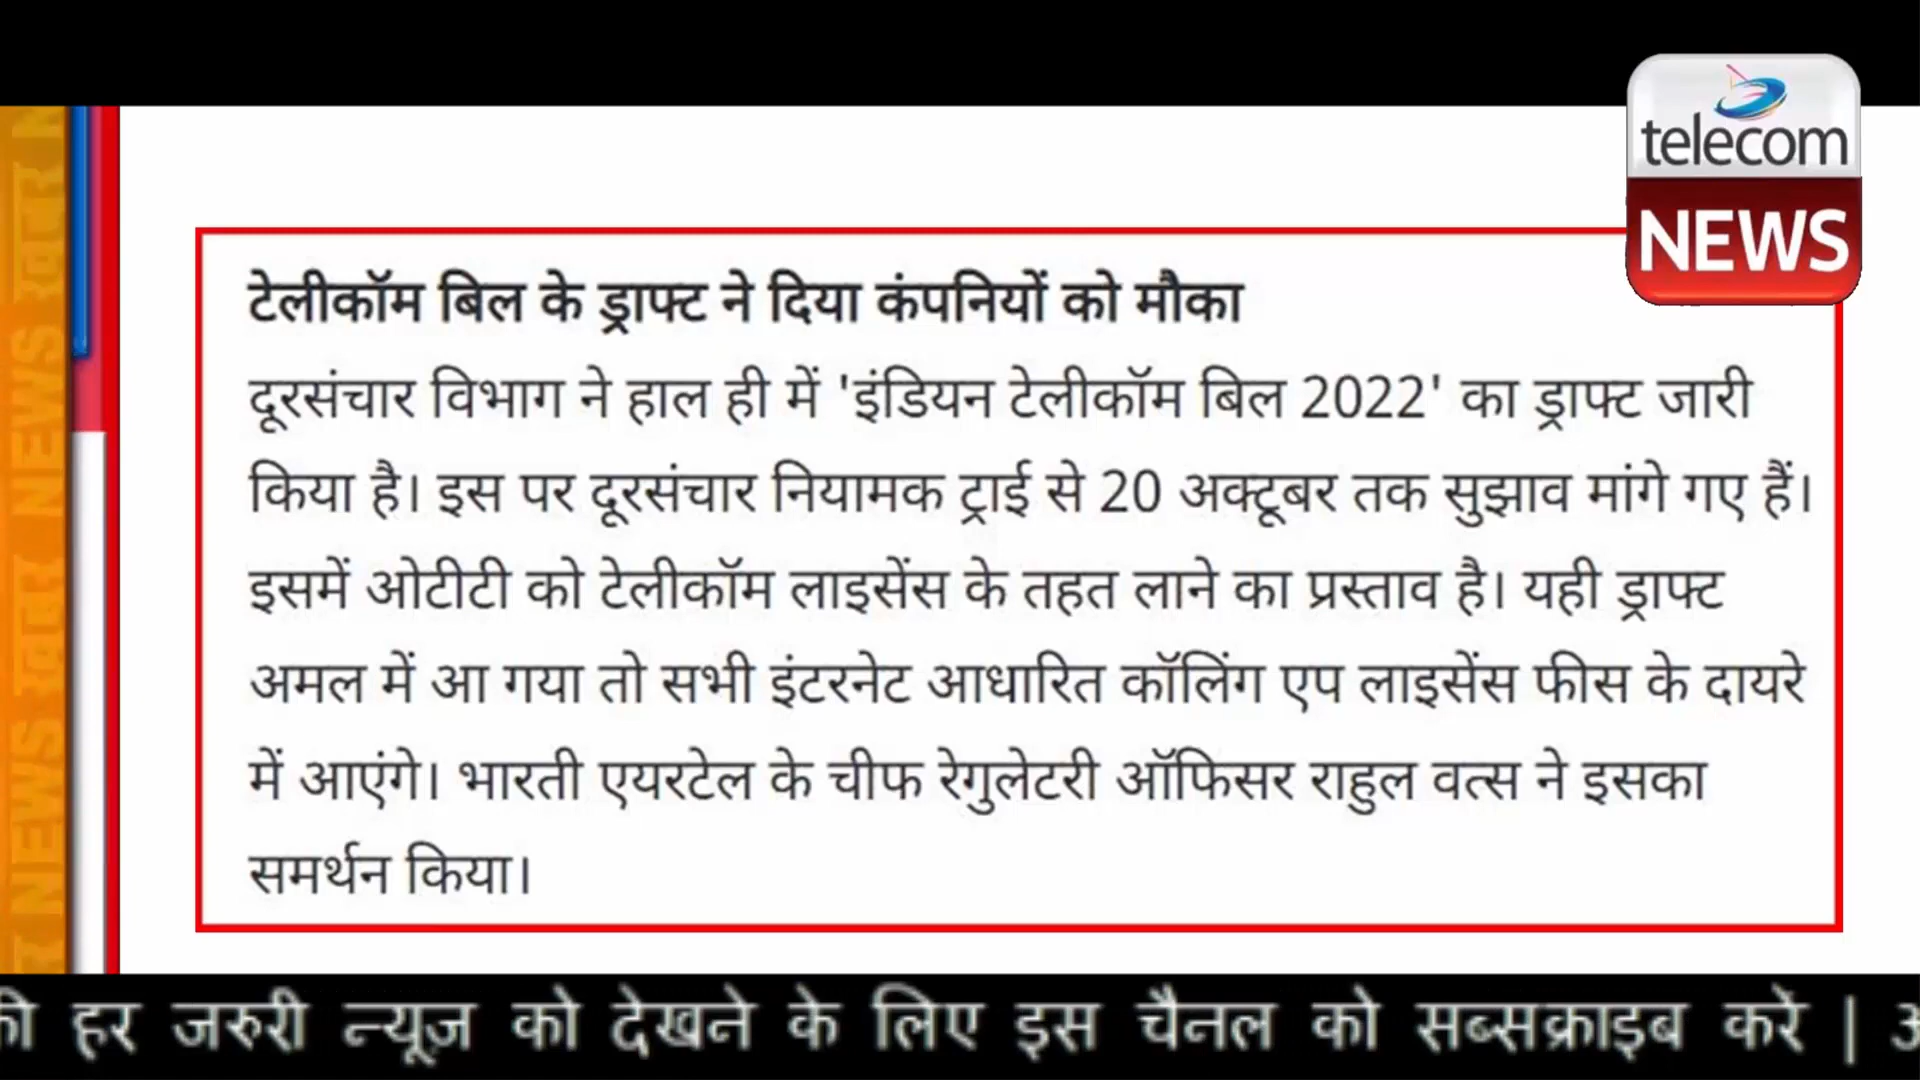 telecom
NEWS
टेलीकॉम बिल के ड्राफ्ट ने दिया कंपनियों को मौका
दूरसंचार विभाग ने हाल ही में 'इंडियन टेलीकॉम बिल 2022' का ड्राफ्ट जारी
किया है। इस पर दूरसंचार नियामक ट्राई से 20 अक्टूबर तक सुझाव मांगे गए हैं।
इसमें ओटीटी को टेलीकॉम लाइसेंस के तहत लाने का प्रस्ताव है। यही ड्राफ्ट
अमल में आ गया तो सभी इंटरनेट आधारित कॉलिंग एप लाइसेंस फीस के दायरे
में आएंगे। भारती एयरटेल के चीफ रेगुलेटरी ऑफिसर राहुल वत्स ने इसका
समर्थन किया।
हर जरुरी न्यूज़ को देखने के लिए इस चैनल को सब्सक्राइब करें |